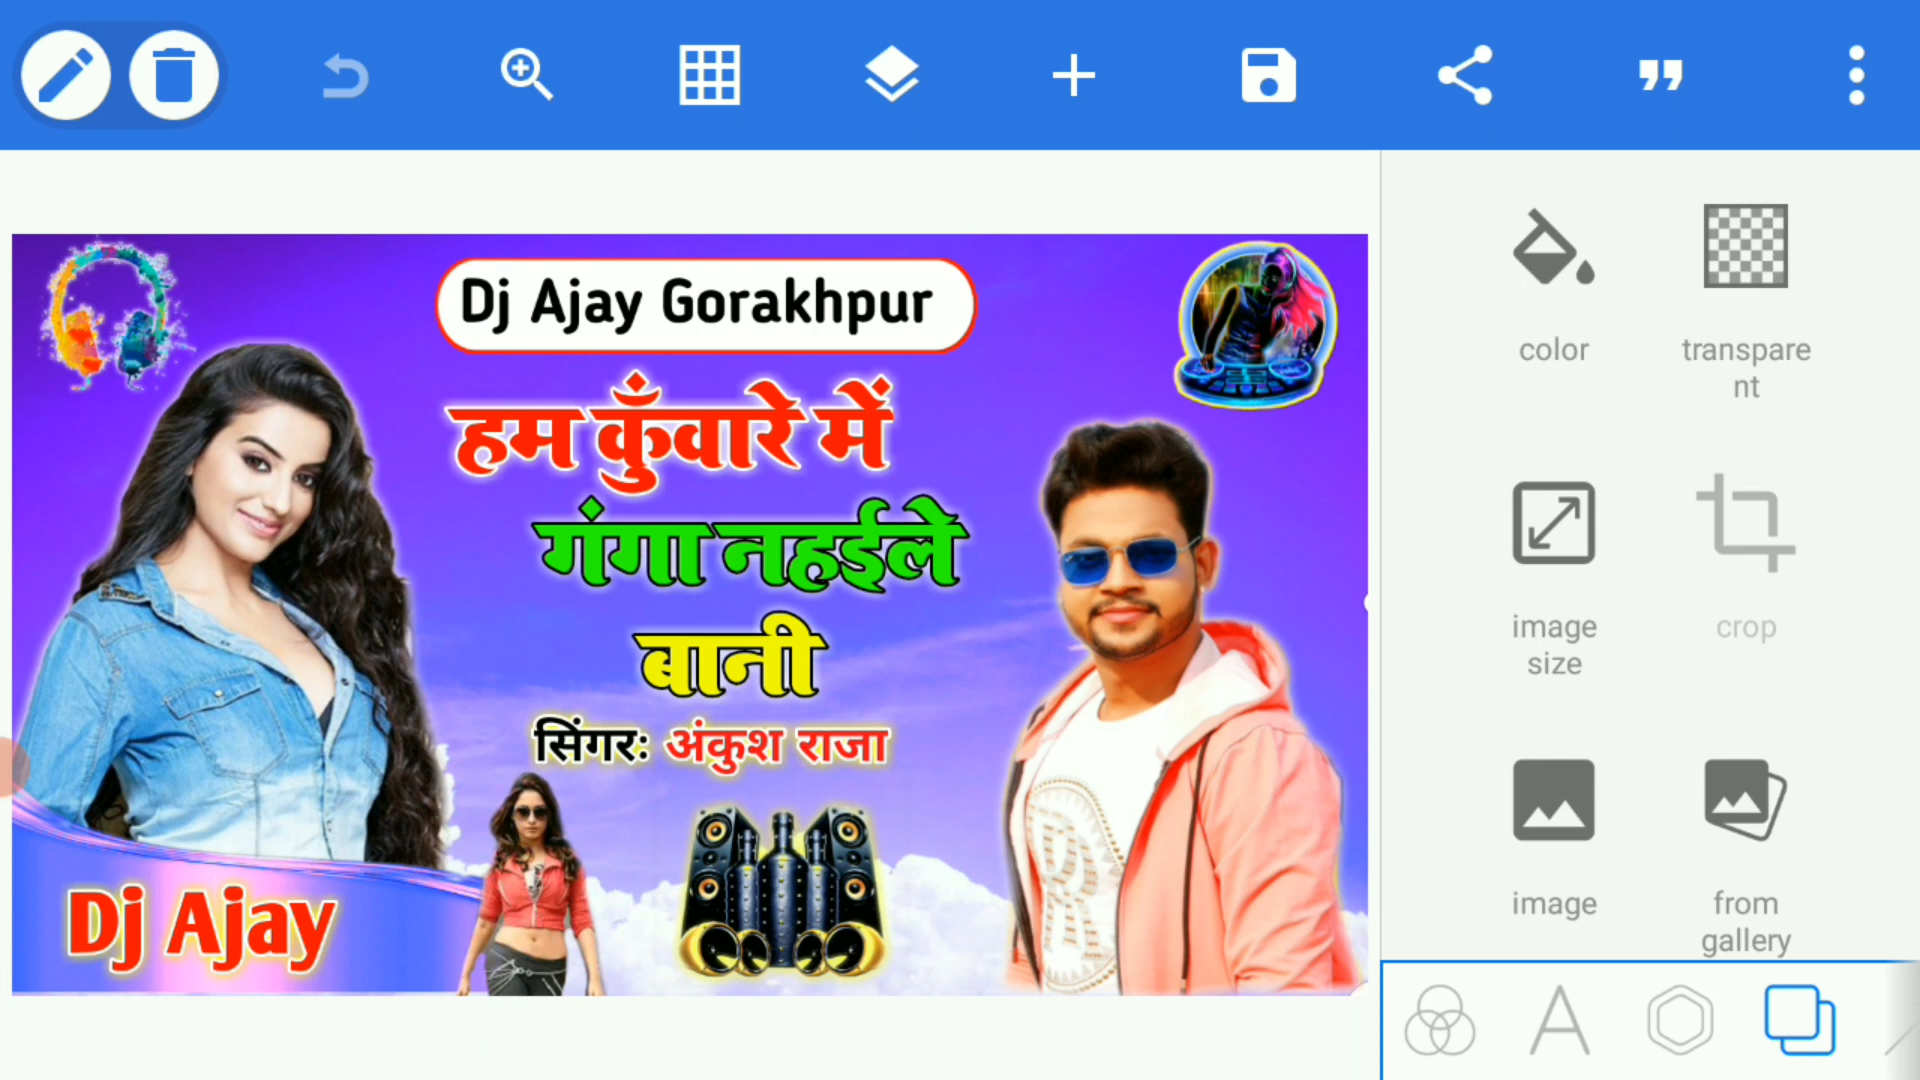 Dj Ajay Gorakhpur
हम कुँवारे में
गंगा नहईले
बानी
सिंगर: अंकुश राजा
Dj Ajay
R
color
transpare
nt
image
size
crop
image
from
gallery